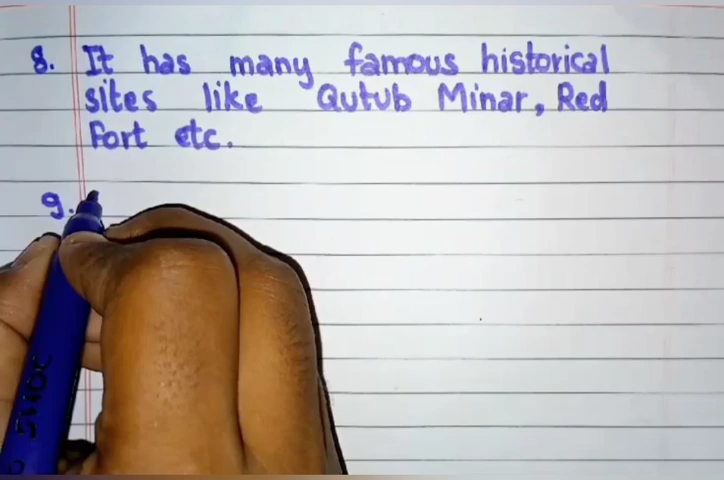 8. It has many famous historical
sites like Qutub Minar, Red
Fort etc.
9.